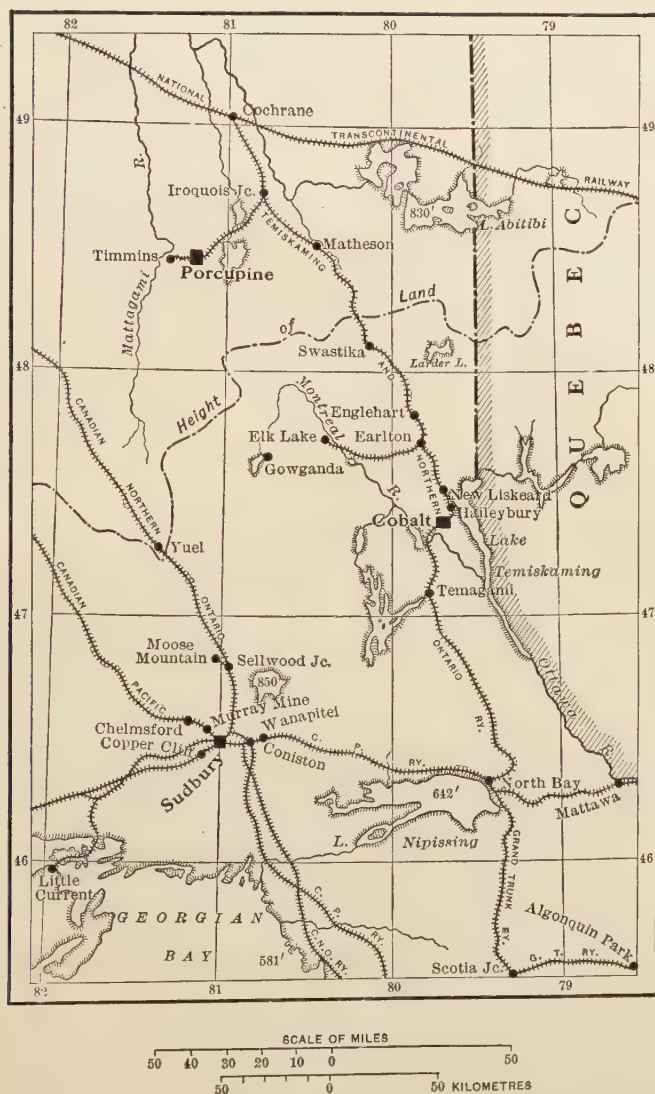 82
81
80
79
NATIONAL
Cochrane
49
49
TRANSCONTINENTAL
RAILWAY
R.
Iroquois Jc.
830'
L. Abitibi
TEMISKAMING
Matheson
Timmins
Porcupine
Mattagami
QUEBEC
Height of Land
Swastika
AND
Larder L.
48
48
Montreal R.
Englehart
Elk Lake
Earlton
CANADIAN
Gowganda
NORTHERN
New Liskeard
Haileybury
Cobalt
NORTHERN
Lake
Temiskaming
Yuel
CANADIAN
Temagami
ONTARIO
47
47
Moose
Mountain
Sellwood Jc.
ONTARIO
Ottawa R.
850'
PACIFIC
Murray Mine
Wanapitei
Chelmsford
Copper Cliff
Coniston
C. P. RY.
RY.
Sudbury
North Bay
642'
Mattawa
L. Nipissing
46
46
GRAND TRUNK RY.
Little
Current
C. P. RY.
GEORGIAN
BAY
Algonquin Park
C.N.O. RY.
581'
Scotia Jc.
G. T. RY.
82
81
80
79
SCALE OF MILES
50 40 30 20 10 0 50
50 0 50 KILOMETRES